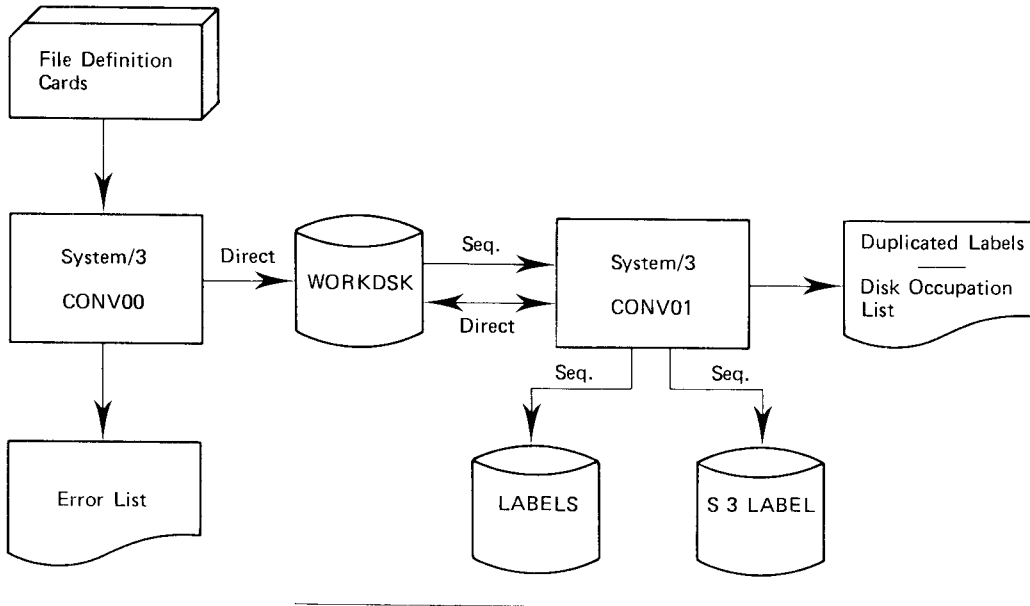 File Definition
Cards
System/3
CONV00
Direct
WORKDSK
Seq.
Direct
System/3
CONV01
Duplicated Labels
Disk Occupation
List
Seq.
Seq.
Error List
LABELS
S 3 LABEL